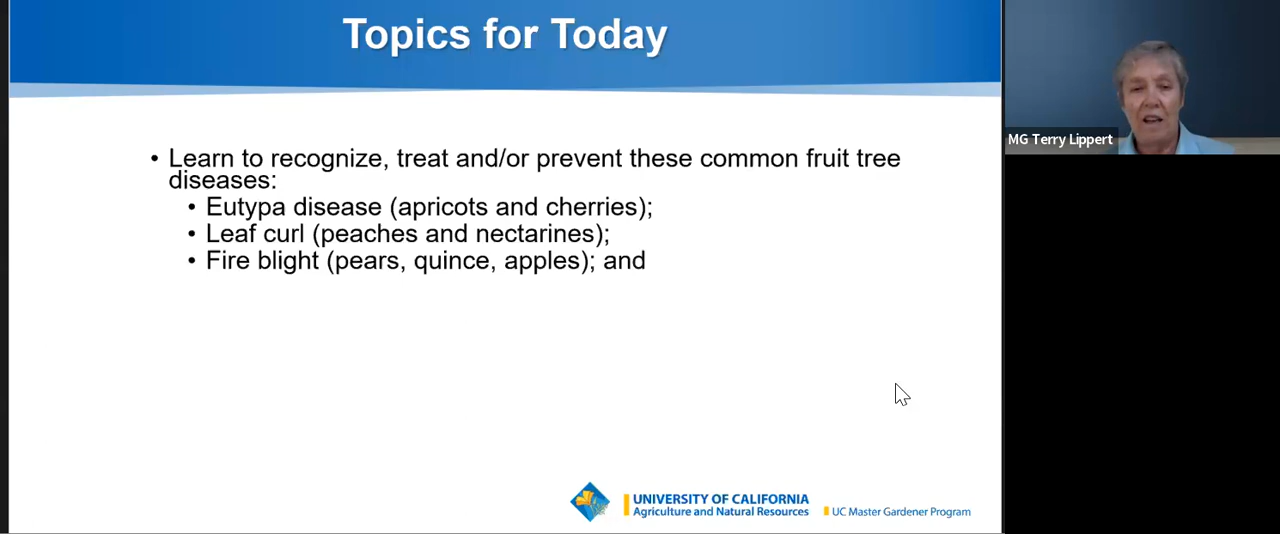 Topics for Today
MG Terry Lippert
• Learn to recognize, treat and/or prevent these common fruit tree
diseases:
• Eutypa disease (apricots and cherries);
• Leaf curl (peaches and nectarines);
• Fire blight (pears, quince, apples); and
UNIVERSITY OF CALIFORNIA
Agriculture and Natural Resources
UC Master Gardener Program